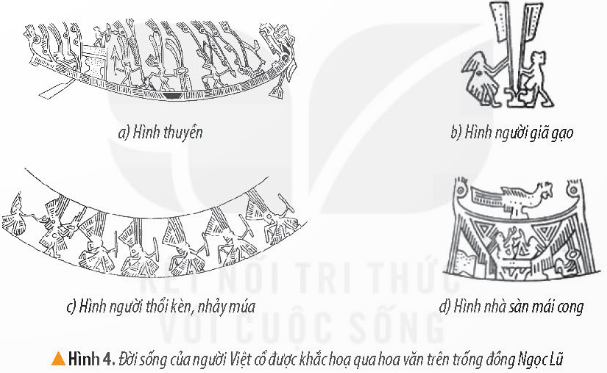 a) Hình thuyền
b) Hình người giã gạo
KẾT NỐI TRI THỨC
VỚI CUỘC SỐNG
c) Hình người thổi kèn, nhảy múa
d) Hình nhà sàn mái cong
▲ Hình 4. Đời sống của người Việt cổ được khắc hoạ qua hoa văn trên trống đồng Ngọc Lũ